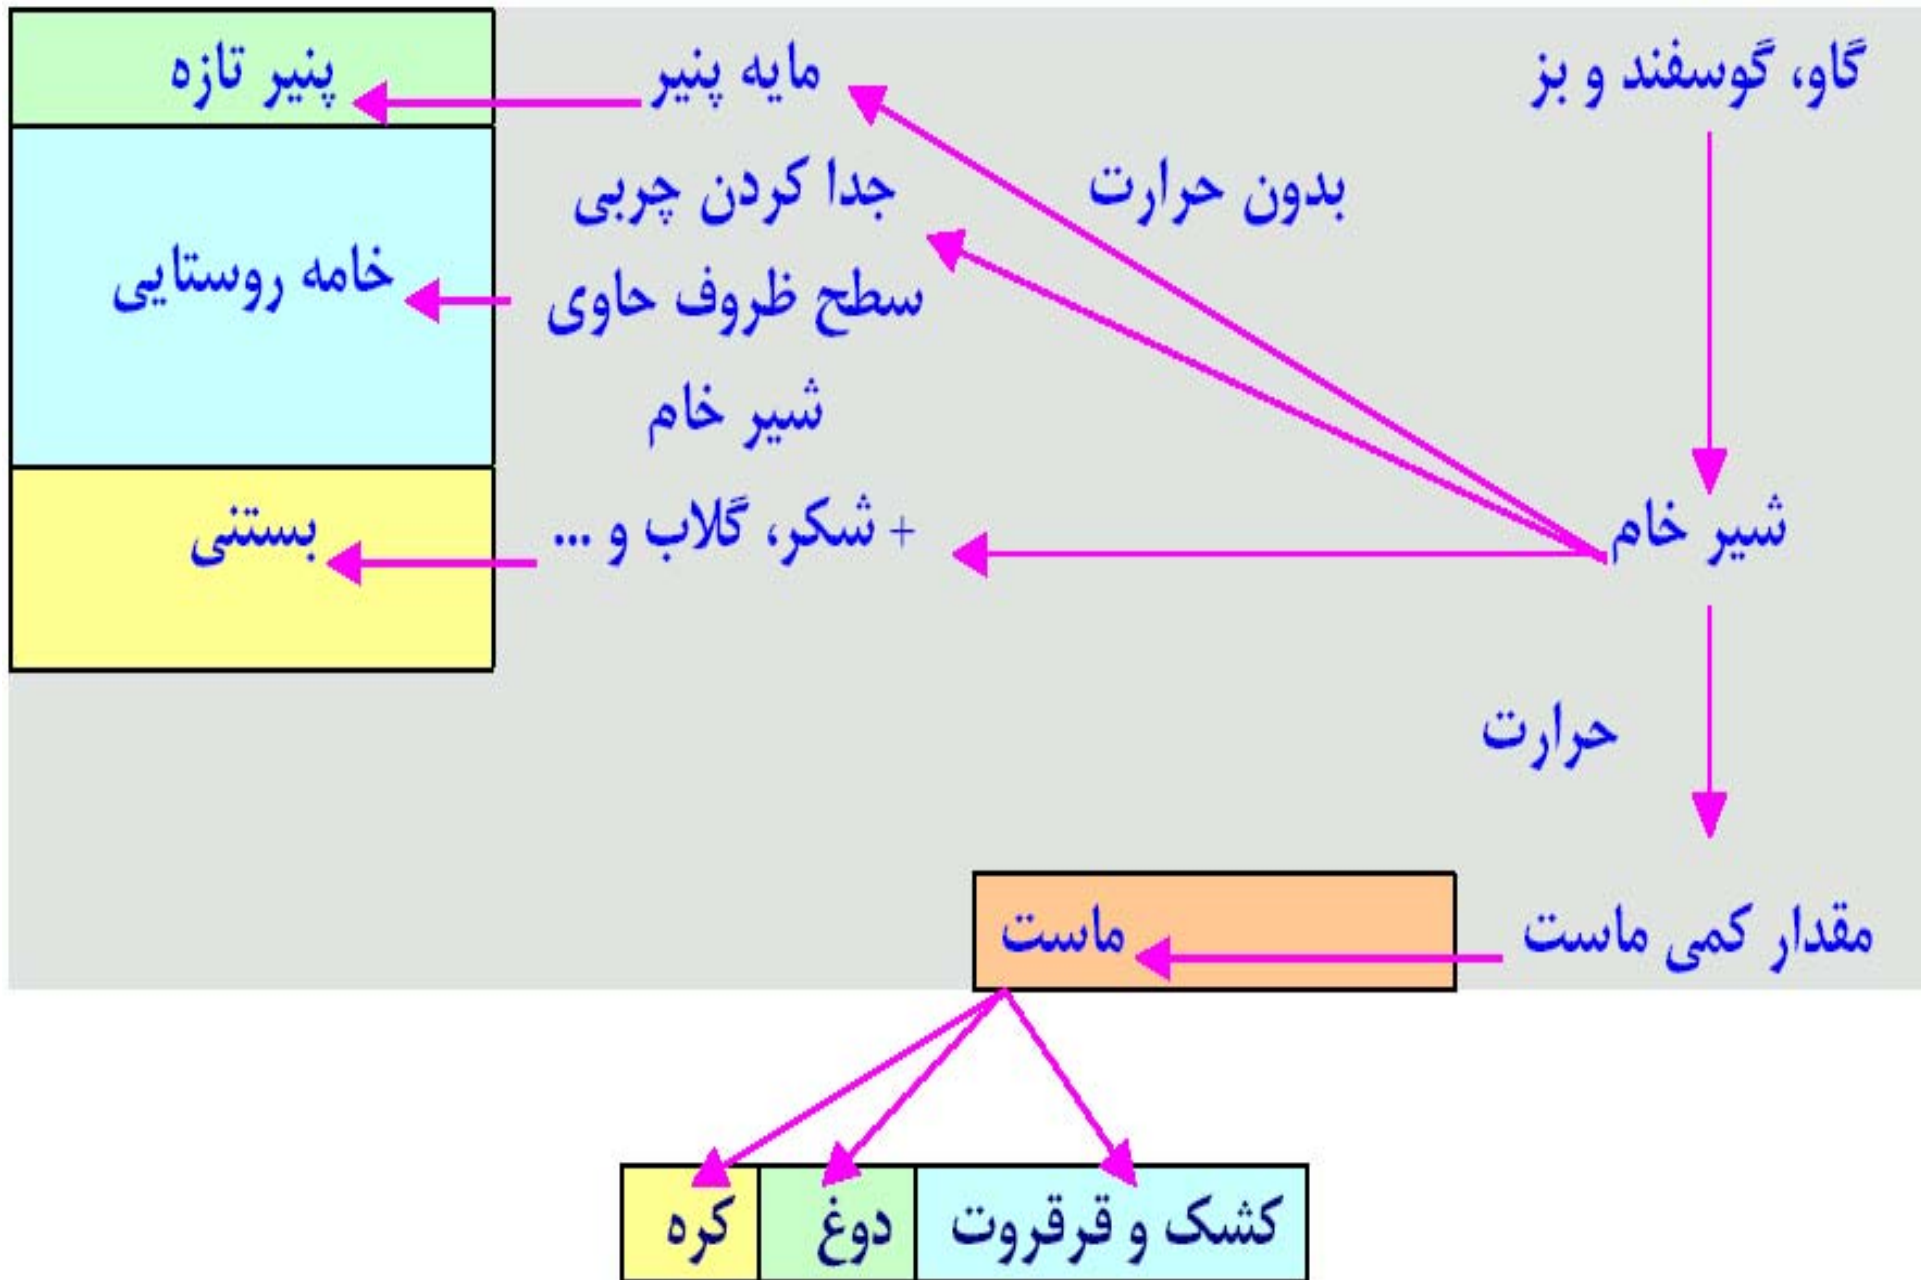 گاو، گوسفند و بز
مایه پنیر
پنیر تازه
بدون حرارت
جدا کردن چربی
سطح ظروف حاوی
شیر خام
خامه روستایی
شیر خام
+ شکر، گلاب و ...
بستنی
حرارت
مقدار کمی ماست
ماست
کشک و قرقروت
دوغ
کره